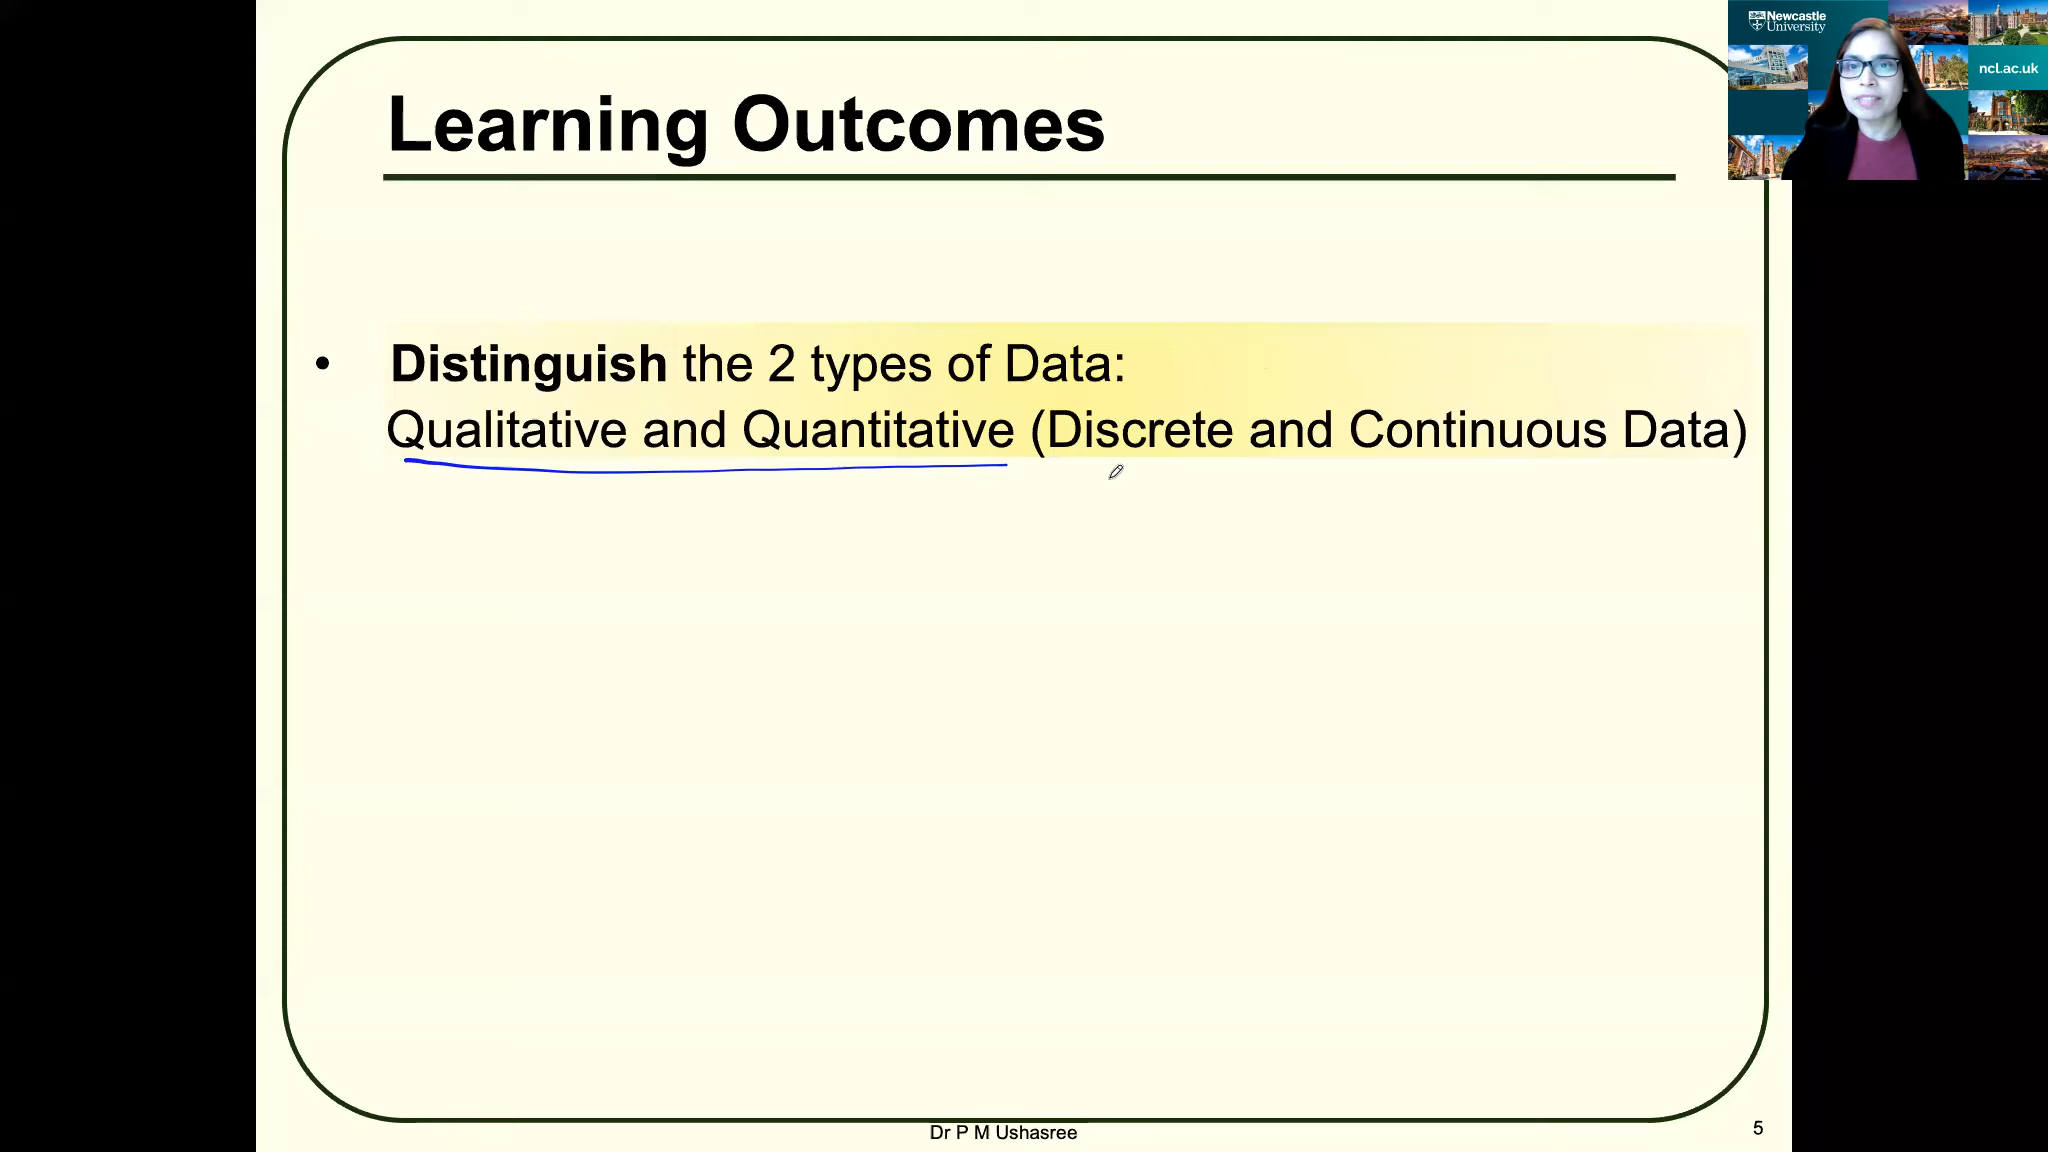 Newcastle
University
ncl.ac.uk
Learning Outcomes
• Distinguish the 2 types of Data:
Qualitative and Quantitative (Discrete and Continuous Data)
Dr P M Ushasree
5